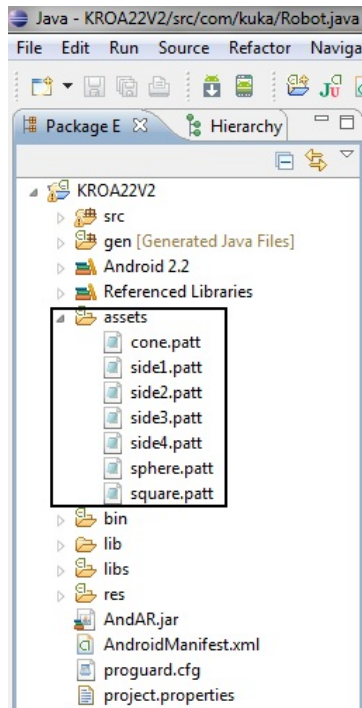 Java - KROA22V2/src/com/kuka/Robot.java
File Edit Run Source Refactor Naviga
Package E Hierarchy
KROA22V2
src
gen [Generated Java Files]
Android 2.2
Referenced Libraries
assets
cone.patt
side1.patt
side2.patt
side3.patt
side4.patt
sphere.patt
square.patt
bin
lib
libs
res
AndAR.jar
AndroidManifest.xml
proguard.cfg
project.properties